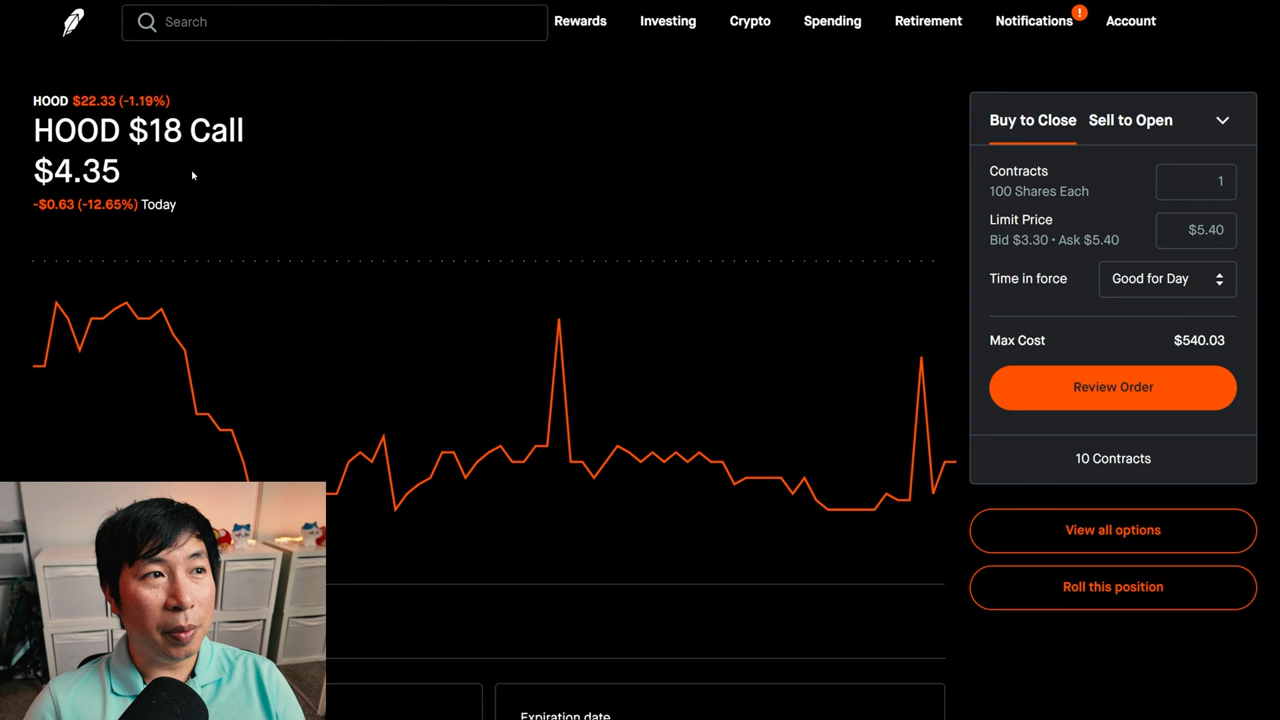 Search
Rewards
Investing
Crypto
Spending
Retirement
Notifications
!
Account
HOOD $22.33 (-1.19%)
HOOD $18 Call
$4.35
-$0.63 (-12.65%) Today
Buy to Close
Sell to Open
Contracts
100 Shares Each
1
Limit Price
Bid $3.30 • Ask $5.40
$5.40
Time in force
Good for Day
Max Cost
$540.03
Review Order
10 Contracts
View all options
Roll this position
Expiration date